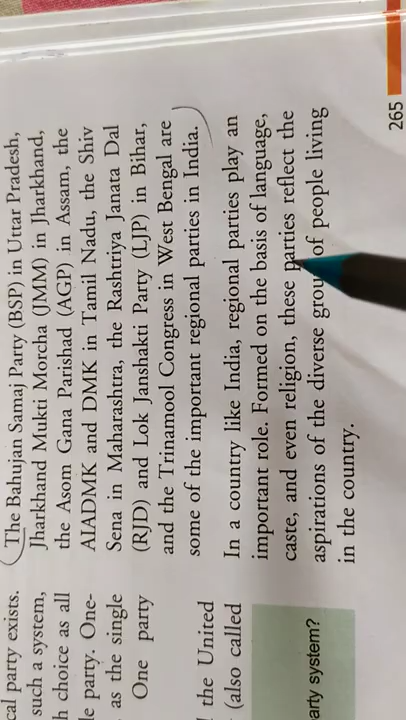 cal party exists.
such a system,
h choice as all
le party. One-
as the single
One party
the United
(also called
arty system?
The Bahujan Samaj Party (BSP) in Uttar Pradesh,
Jharkhand Mukti Morcha (JMM) in Jharkhand,
the Asom Gana Parishad (AGP) in Assam, the
AIADMK and DMK in Tamil Nadu, the Shiv
Sena in Maharashtra, the Rashtriya Janata Dal
(RJD) and Lok Janshakti Party (LJP) in Bihar,
and the Trinamool Congress in West Bengal are
some of the important regional parties in India.
In a country like India, regional parties play an
important role. Formed on the basis of language,
caste, and even religion, these parties reflect the
aspirations of the diverse grou of people living
in the country.
265